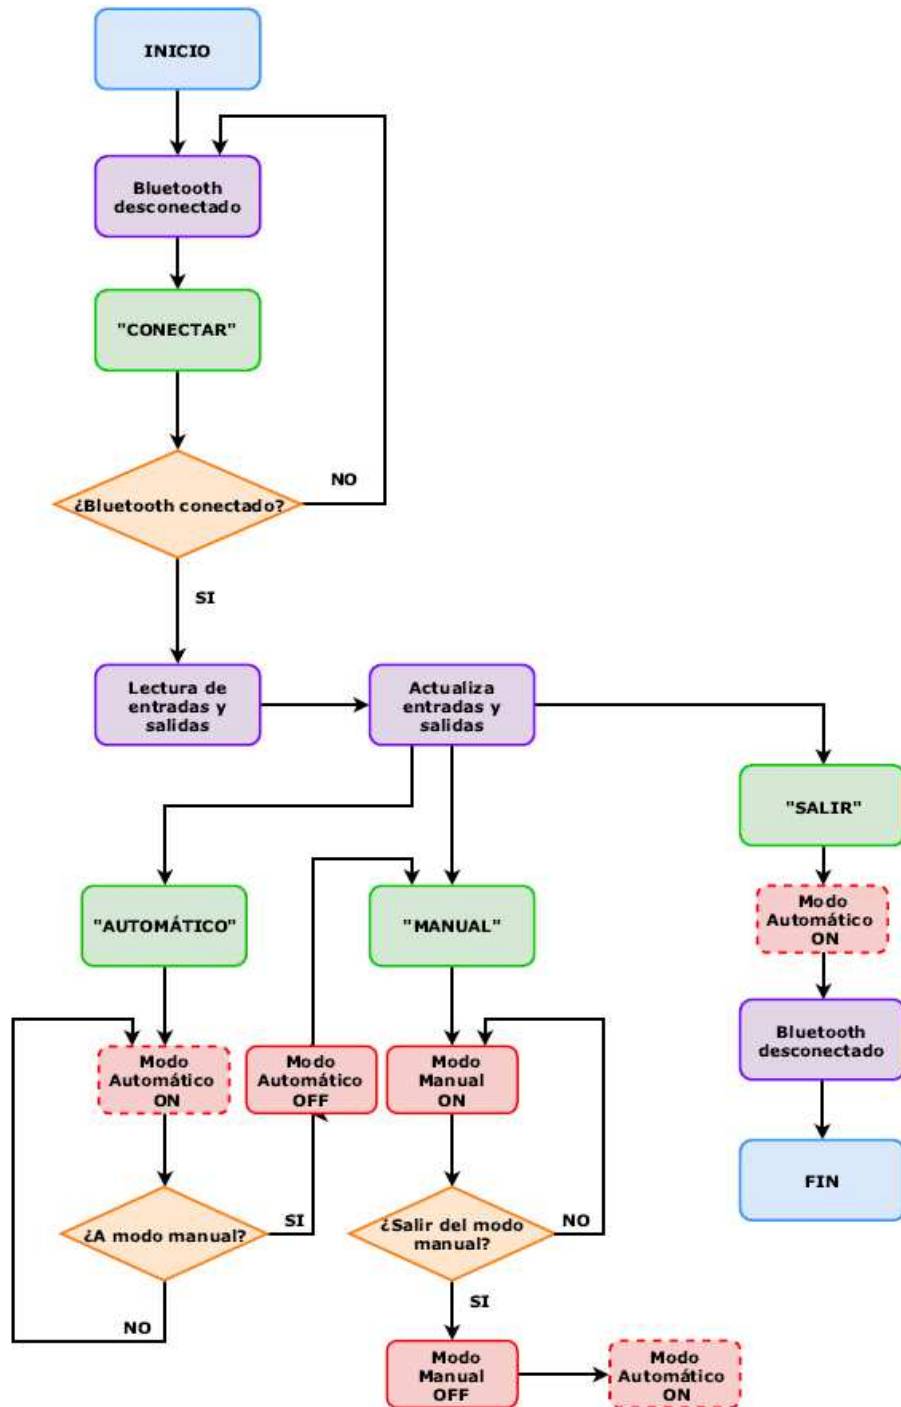 INICIO
Bluetooth
desconectado
"CONECTAR"
NO
¿Bluetooth conectado?
SI
Lectura de
entradas y
salidas
Actualiza
entradas y
salidas
"SALIR"
"AUTOMÁTICO"
"MANUAL"
Modo
Automático
ON
Bluetooth
desconectado
Modo
Automático
ON
Modo
Automático
OFF
Modo
Manual
ON
FIN
¿A modo manual?
SI
NO
¿Salir del modo
manual?
NO
SI
Modo
Manual
OFF
Modo
Automático
ON